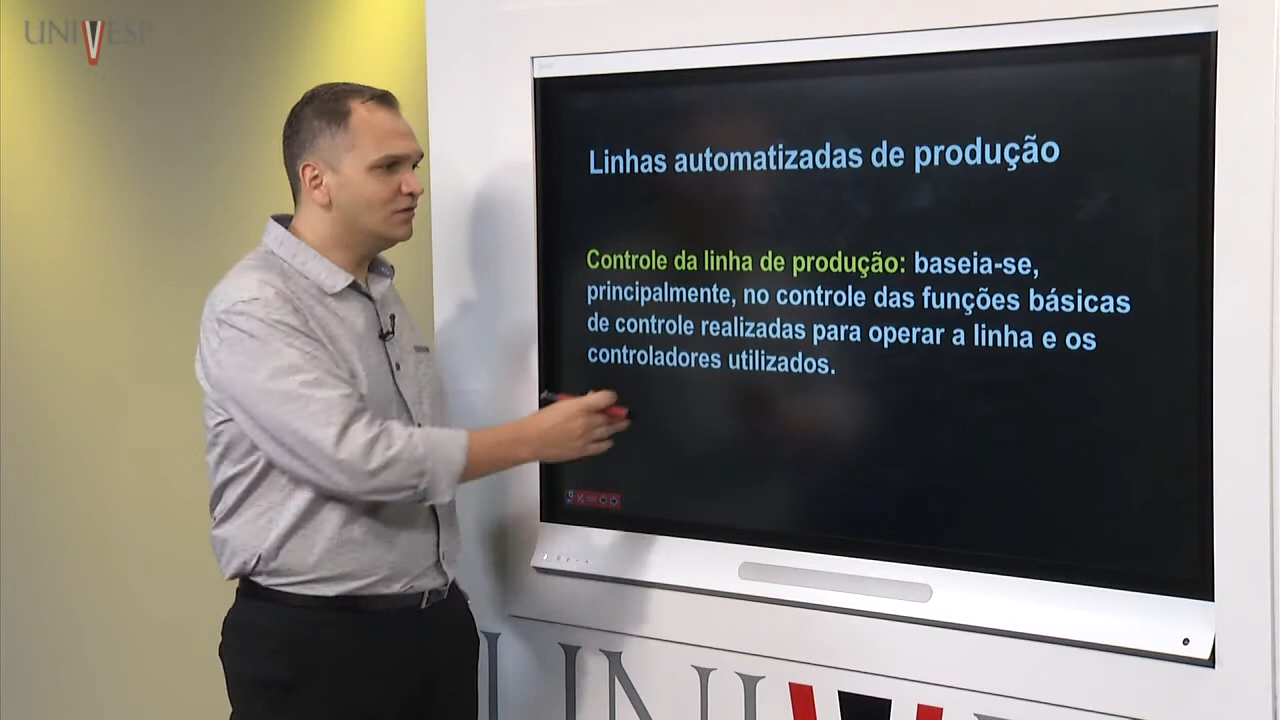 UNIVESP
Linhas automatizadas de produção
Controle da linha de produção: baseia-se,
principalmente, no controle das funções básicas
de controle realizadas para operar a linha e os
controladores utilizados.
UNIVE